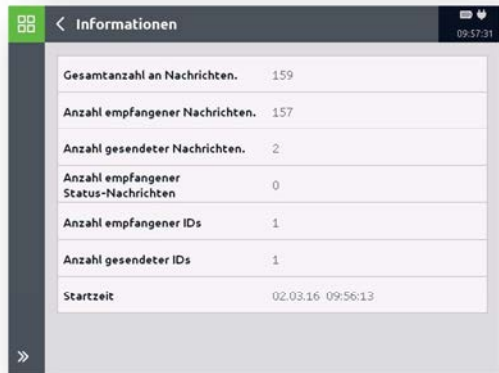 Informationen
09:57:31
Gesamtanzahl an Nachrichten. 159
Anzahl empfangener Nachrichten. 157
Anzahl gesendeter Nachrichten. 2
Anzahl empfangener
Status-Nachrichten 0
Anzahl empfangener IDs 1
Anzahl gesendeter IDs 1
Startzeit 02.03.16 09:56:13